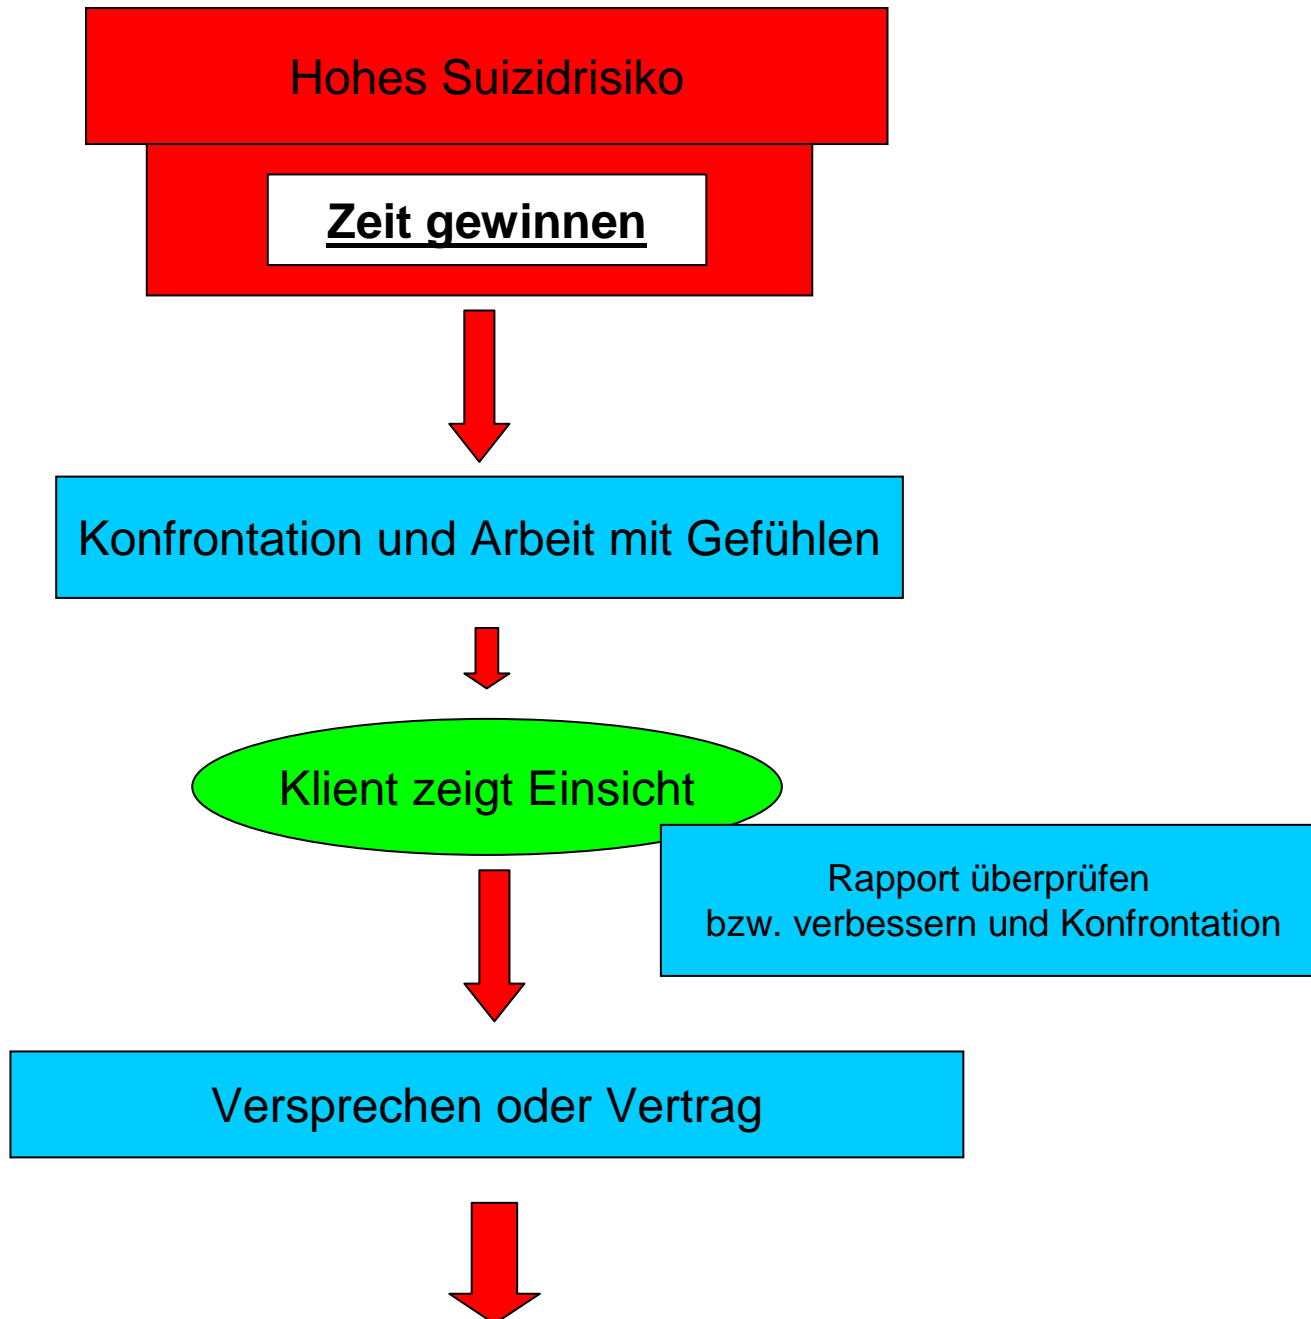 Hohes Suizidrisiko
Zeit gewinnen
Konfrontation und Arbeit mit Gefühlen
Klient zeigt Einsicht
Rapport überprüfen
bzw. verbessern und Konfrontation
Versprechen oder Vertrag